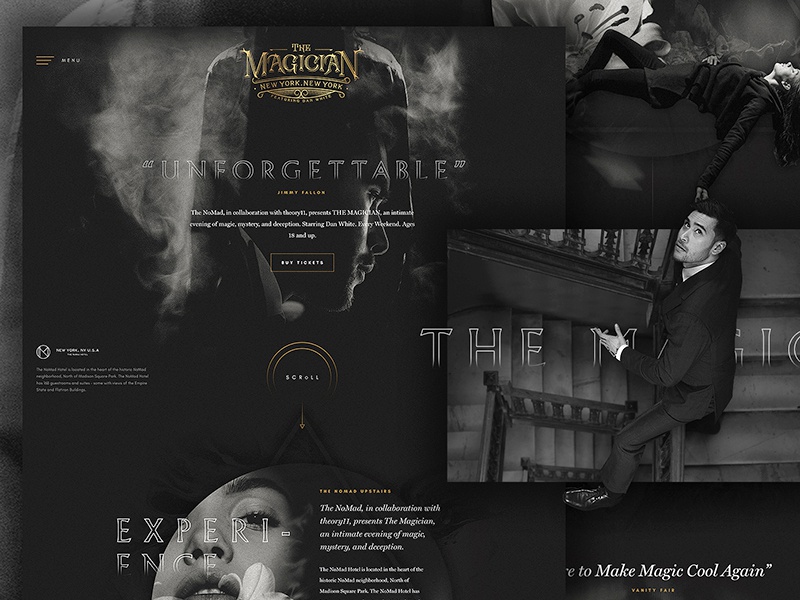 MENU
THE
MAGICIAN
NEW YORK, NEW YORK
FEATURING DAN WHITE
“UNFORGETTABLE”
JIMMY FALLON
The NoMad, in collaboration with theory11, presents THE MAGICIAN, an intimate
evening of magic, mystery, and deception. Starring Dan White. Every Weekend. Ages
18 and up.
BUY TICKETS
THE MAGIC
NEW YORK, NY U.S.A
THE NOMAD HOTEL
The NoMad Hotel is located in the heart of the historic NoMad
neighborhood, North of Madison Square Park. The NoMad Hotel
has 168 guestrooms and suites - some with views of the Empire
State and Flatiron Buildings.
SCROLL
THE NOMAD UPSTAIRS
The NoMad, in collaboration with
theory11, presents The Magician,
an intimate evening of magic,
mystery, and deception.
EXPERI-
ENCE
The NoMad Hotel is located in the heart of the
historic NoMad neighborhood, North of
Madison Square Park. The NoMad Hotel has
re to Make Magic Cool Again”
VANITY FAIR